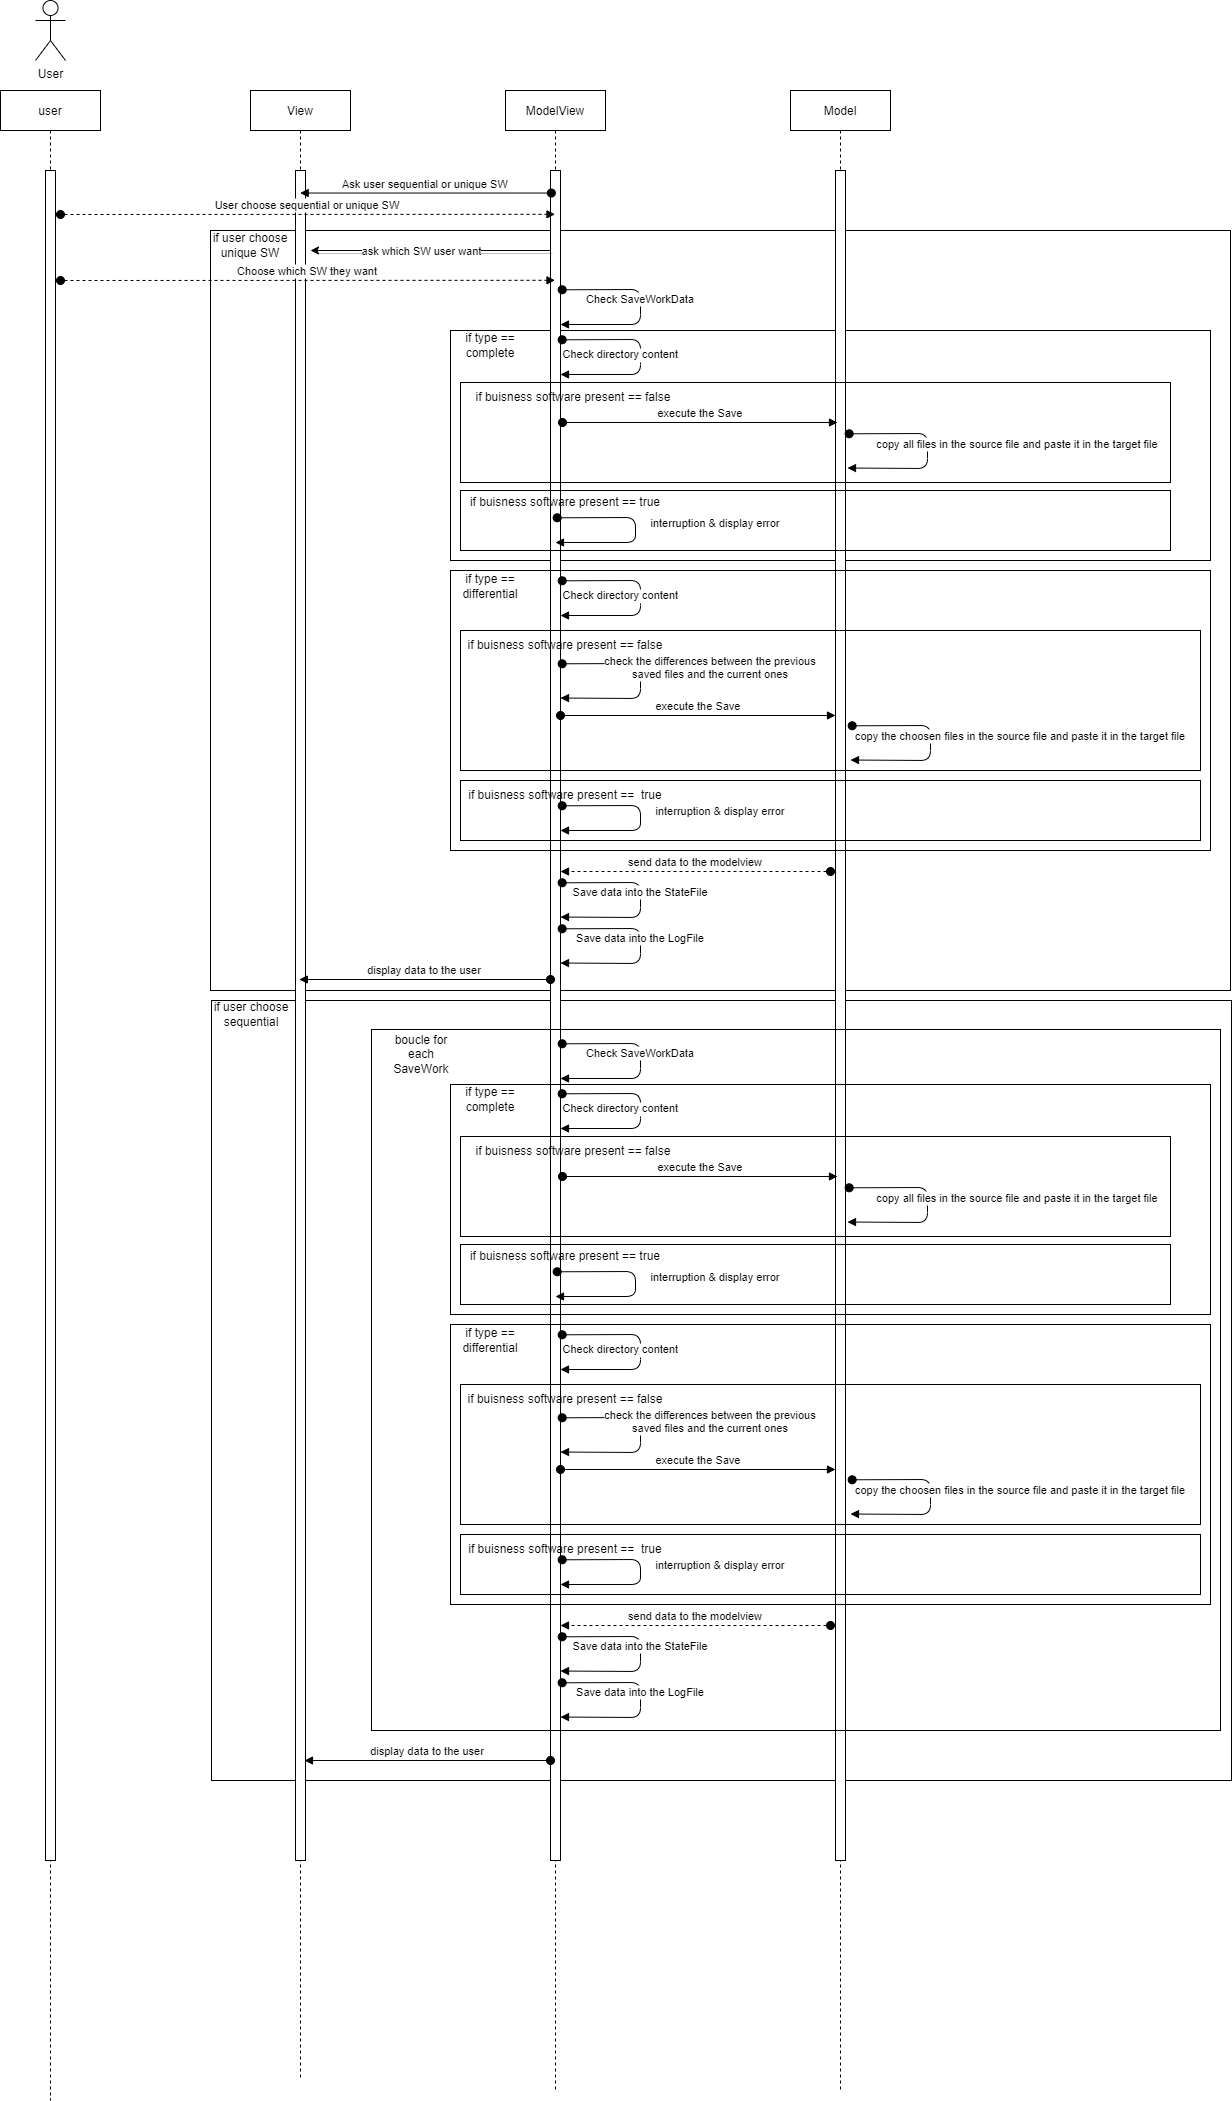 User
user
View
ModelView
Model
Ask user sequential or unique SW
User choose sequential or unique SW
if user choose
unique SW
ask which SW user want
Choose which SW they want
Check SaveWorkData
if type ==
complete
Check directory content
if buisness software present == false
execute the Save
copy all files in the source file and paste it in the target file
if buisness software present == true
interruption & display error
if type ==
differential
Check directory content
if buisness software present == false
check the differences between the previous
saved files and the current ones
execute the Save
copy the choosen files in the source file and paste it in the target file
if buisness software present ==  true
interruption & display error
send data to the modelview
Save data into the StateFile
Save data into the LogFile
display data to the user
if user choose
sequential
boucle for
each
SaveWork
Check SaveWorkData
if type ==
complete
Check directory content
if buisness software present == false
execute the Save
copy all files in the source file and paste it in the target file
if buisness software present == true
interruption & display error
if type ==
differential
Check directory content
if buisness software present == false
check the differences between the previous
saved files and the current ones
execute the Save
copy the choosen files in the source file and paste it in the target file
if buisness software present ==  true
interruption & display error
send data to the modelview
Save data into the StateFile
Save data into the LogFile
display data to the user